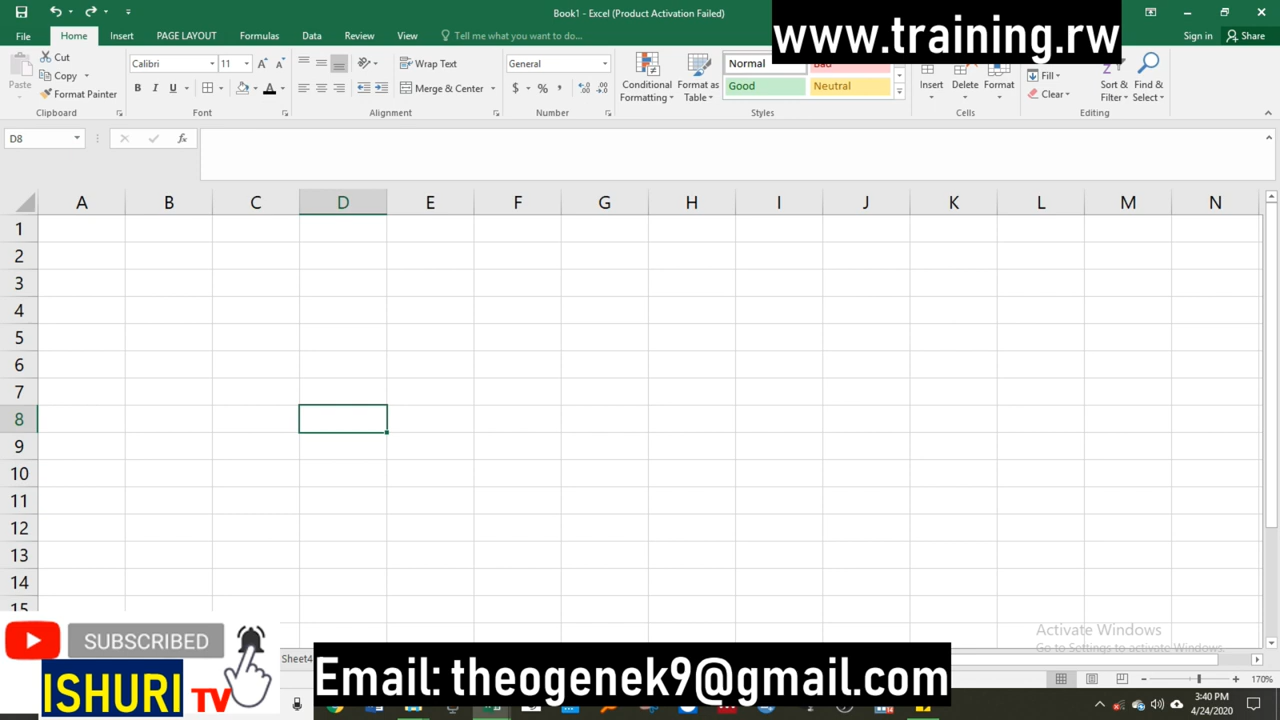 Book1 - Excel (Product Activation Failed)
www.training.rw
File Home Insert PAGE LAYOUT Formulas Data Review View Tell me what you want to do... Sign in Share
Cut
Copy
Format Painter
Paste
Clipboard
Calibri 11
B I U
Font
Wrap Text
Merge & Center
Alignment
General
$ % ,
Number
Conditional Formatting
Format as Table
Normal Bad
Good Neutral
Styles
Insert Delete Format
Cells
Fill
Clear
Sort & Filter
Find & Select
Editing
D8 fx
A B C D E F G H I J K L M N
1
2
3
4
5
6
7
8
9
10
11
12
13
14
15
Activate Windows
Go to Settings to activate Windows.
SUBSCRIBED
ISHURI TV
Sheet4
Email: theogenek9@gmail.com
170%
3:40 PM
4/24/2020